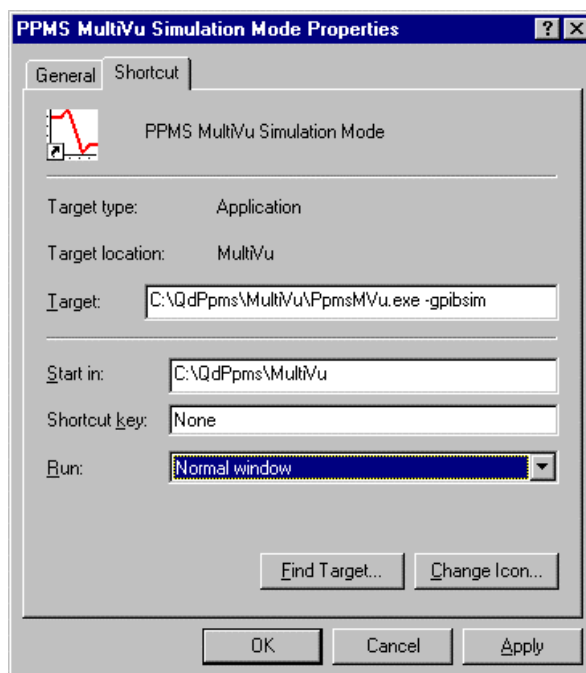 PPMS MultiVu Simulation Mode Properties
General Shortcut
PPMS MultiVu Simulation Mode
Target type: Application
Target location: MultiVu
Target: C:\QdPpms\MultiVu\PpmsMVu.exe -gpibsim
Start in: C:\QdPpms\MultiVu
Shortcut key: None
Run: Normal window
Find Target... Change Icon...
OK Cancel Apply